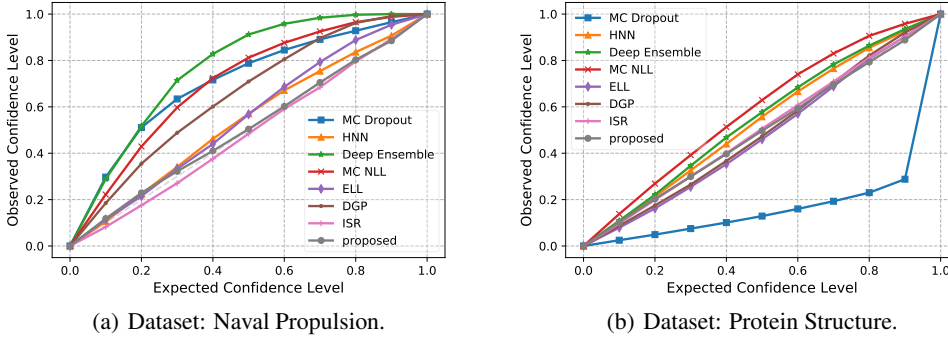 Observed Confidence Level
1.0
0.8
0.6
0.4
0.2
0.0
MC Dropout
HNN
Deep Ensemble
MC NLL
ELL
DGP
ISR
proposed
0.0 0.2 0.4 0.6 0.8 1.0
Expected Confidence Level
(a) Dataset: Naval Propulsion.
Observed Confidence Level
1.0
0.8
0.6
0.4
0.2
0.0
MC Dropout
HNN
Deep Ensemble
MC NLL
ELL
DGP
ISR
proposed
0.0 0.2 0.4 0.6 0.8 1.0
Expected Confidence Level
(b) Dataset: Protein Structure.